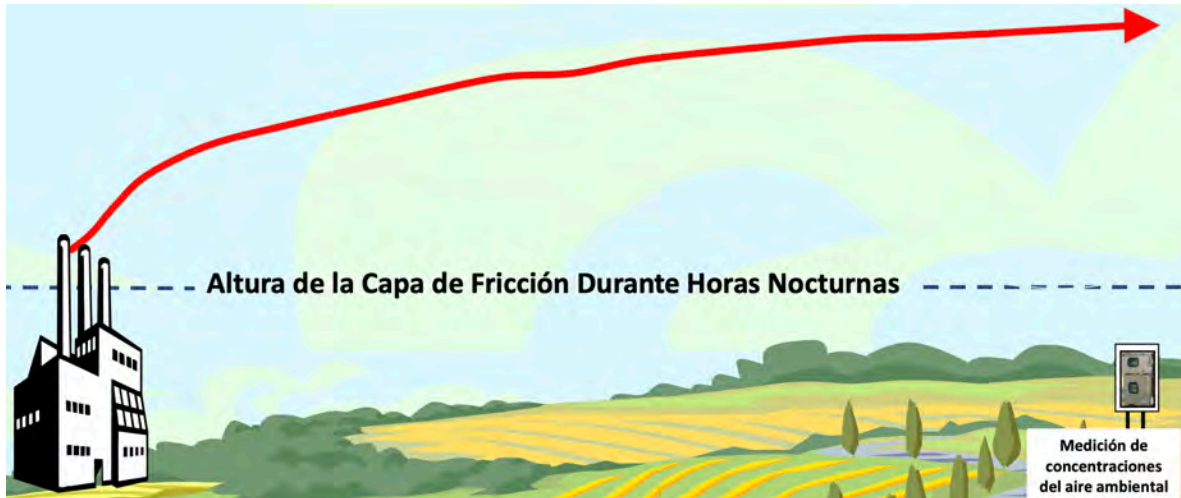 Altura de la Capa de Fricción Durante Horas Nocturnas
Medición de
concentraciones
del aire ambiental